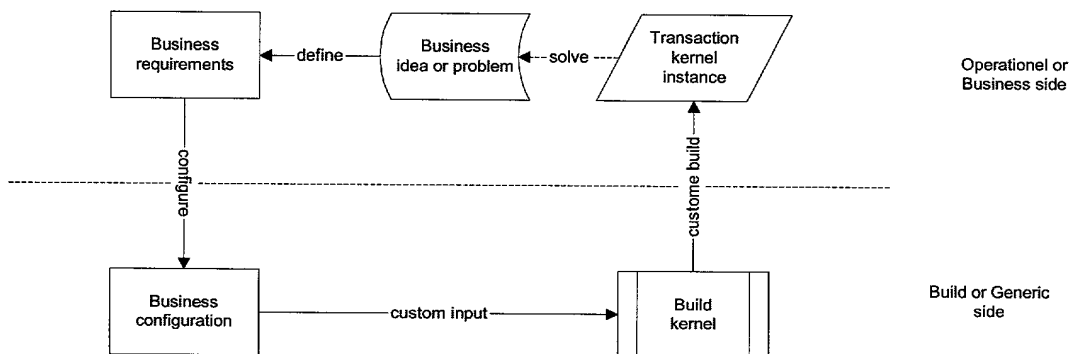 Business
requirements
define
Business
idea or problem
solve
Transaction
kernel
instance
Operationel or
Business side
configure
custome build
Business
configuration
custom input
Build
kernel
Build or Generic
side